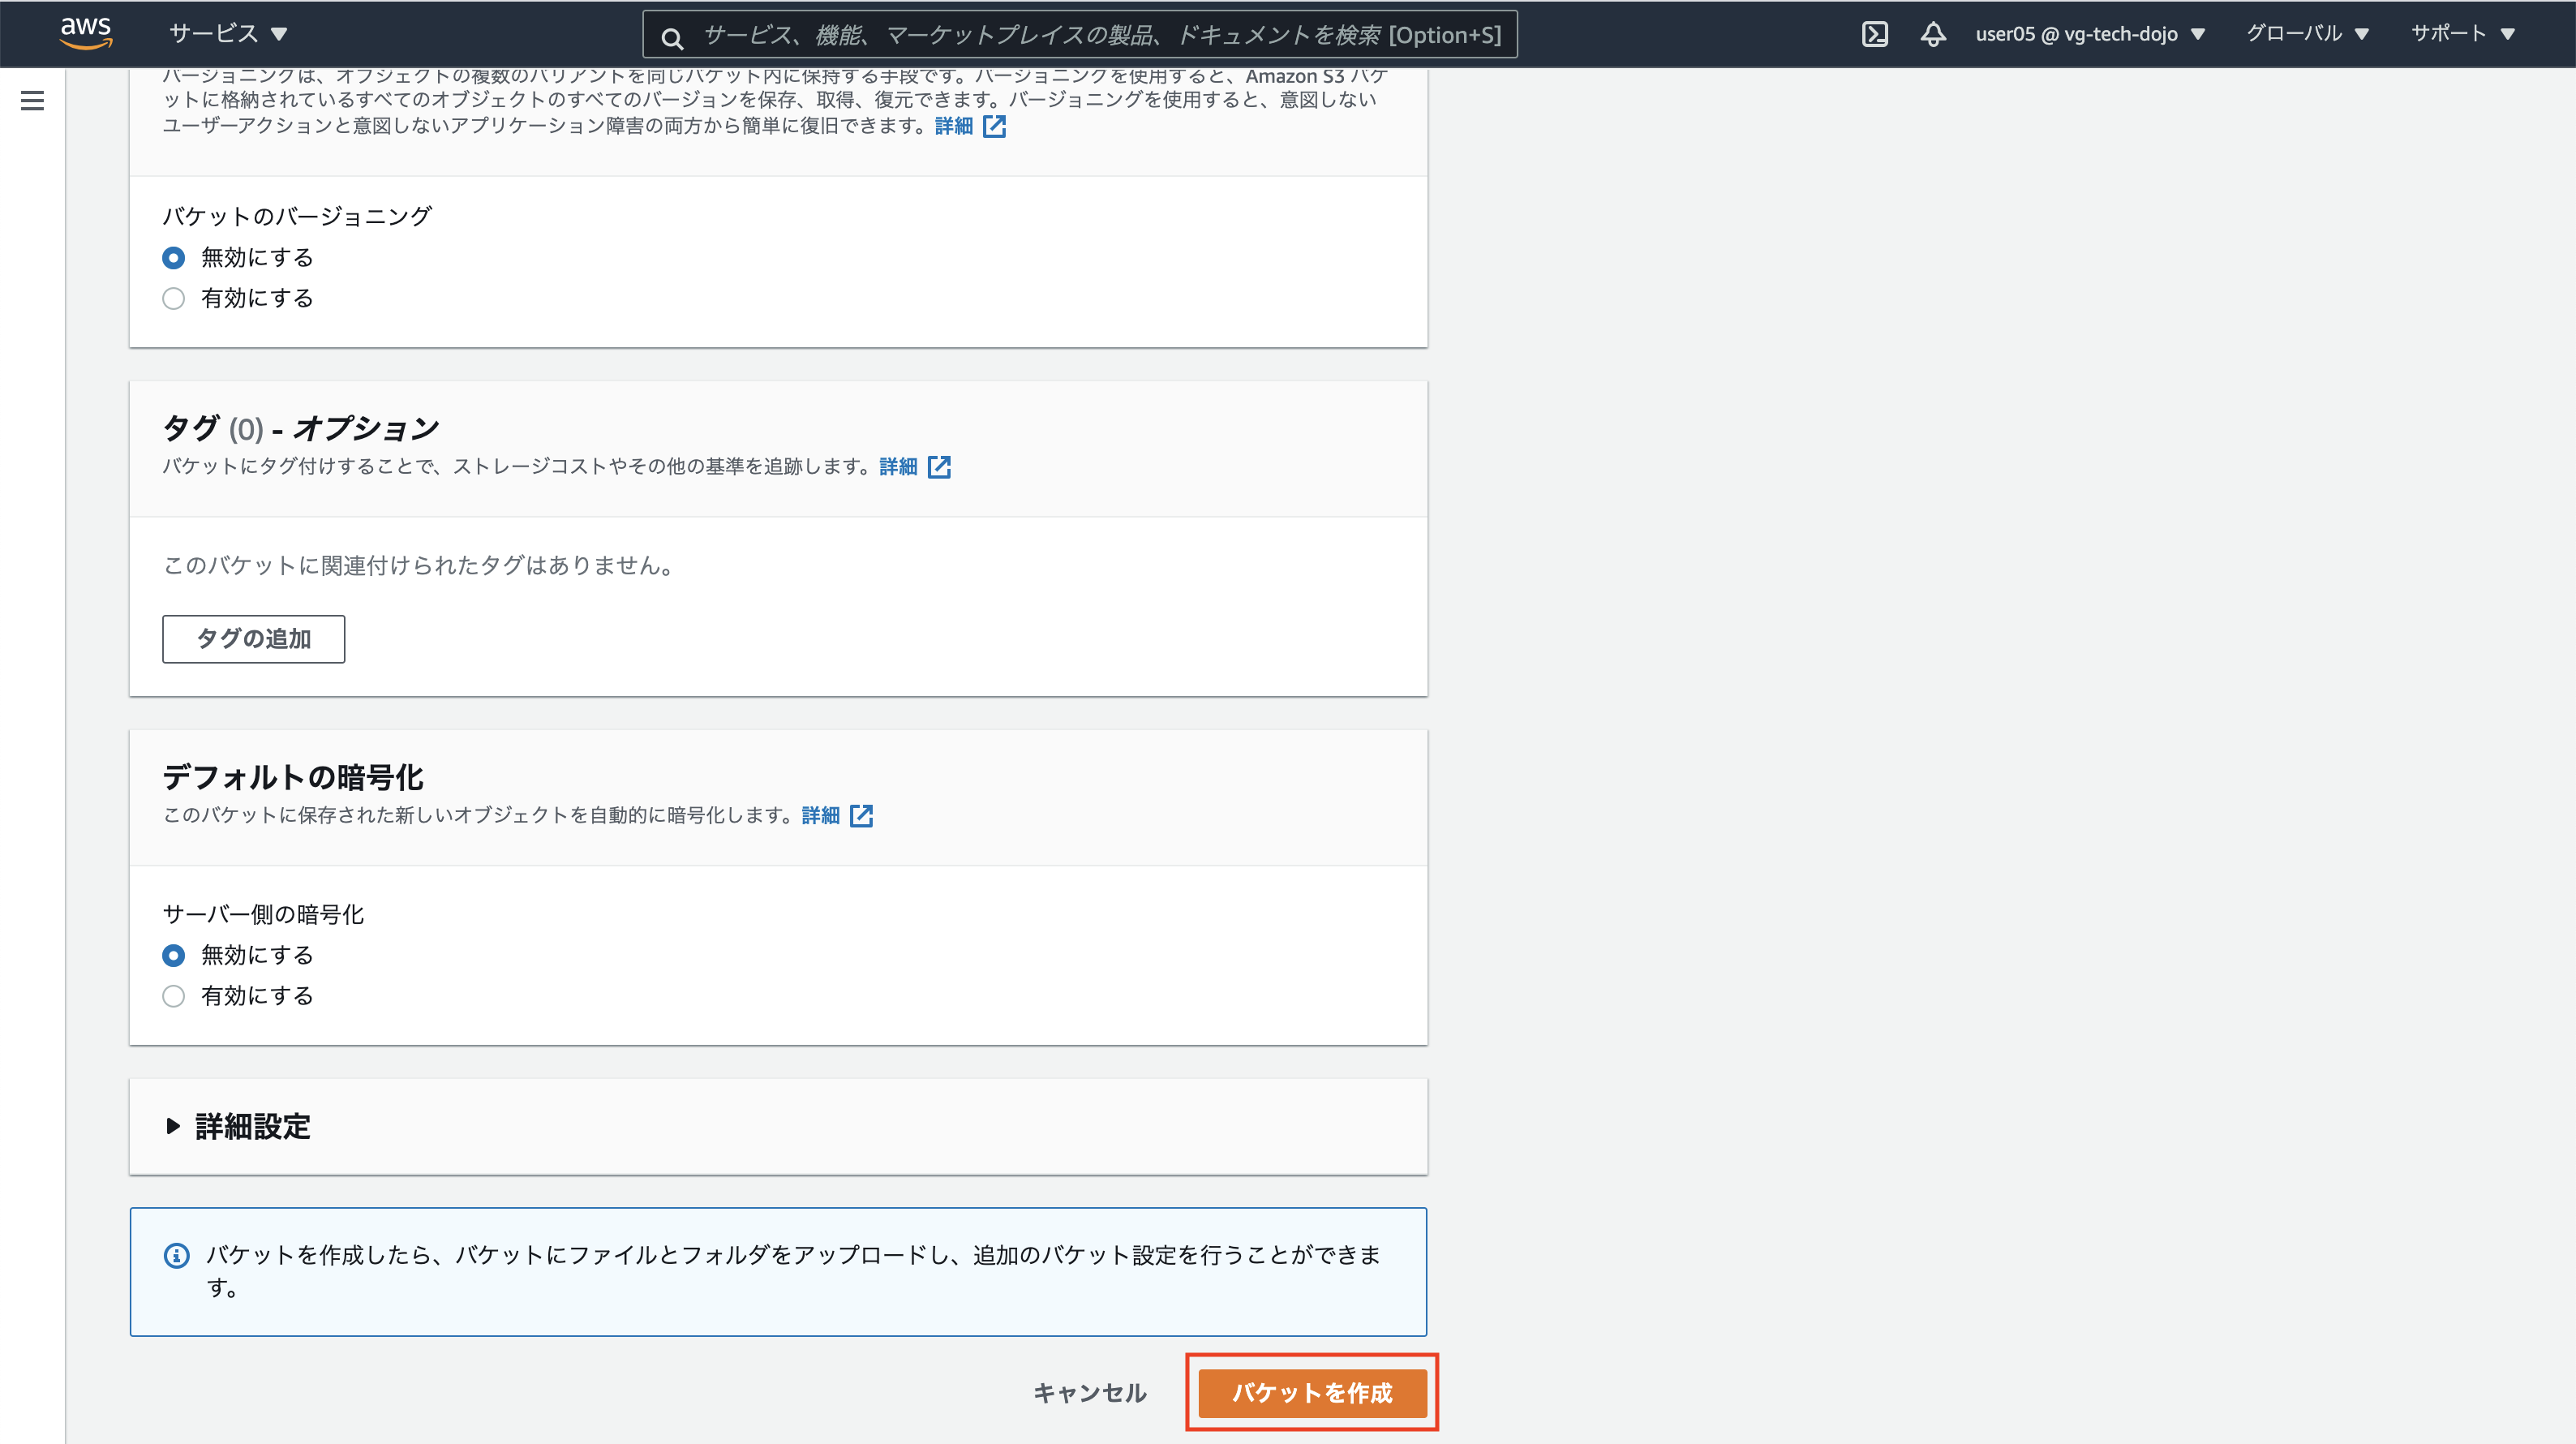 aws
サービス ▼
サービス、機能、マーケットプレイスの製品、ドキュメントを検索 [Option+S]
user05 @ vg-tech-dojo ▼
グローバル ▼
サポート ▼
バージョニングは、オブジェクトの複数のバリアントを同じバケット内に保持する手段です。バージョニングを使用すると、Amazon S3 バケ
ットに格納されているすべてのオブジェクトのすべてのバージョンを保存、取得、復元できます。バージョニングを使用すると、意図しない
ユーザーアクションと意図しないアプリケーション障害の両方から簡単に復旧できます。詳細
バケットのバージョニング
無効にする
有効にする
タグ (0) - オプション
バケットにタグ付けすることで、ストレージコストやその他の基準を追跡します。詳細
このバケットに関連付けられたタグはありません。
タグの追加
デフォルトの暗号化
このバケットに保存された新しいオブジェクトを自動的に暗号化します。詳細
サーバー側の暗号化
無効にする
有効にする
▶ 詳細設定
バケットを作成したら、バケットにファイルとフォルダをアップロードし、追加のバケット設定を行うことができま
す。
キャンセル
バケットを作成